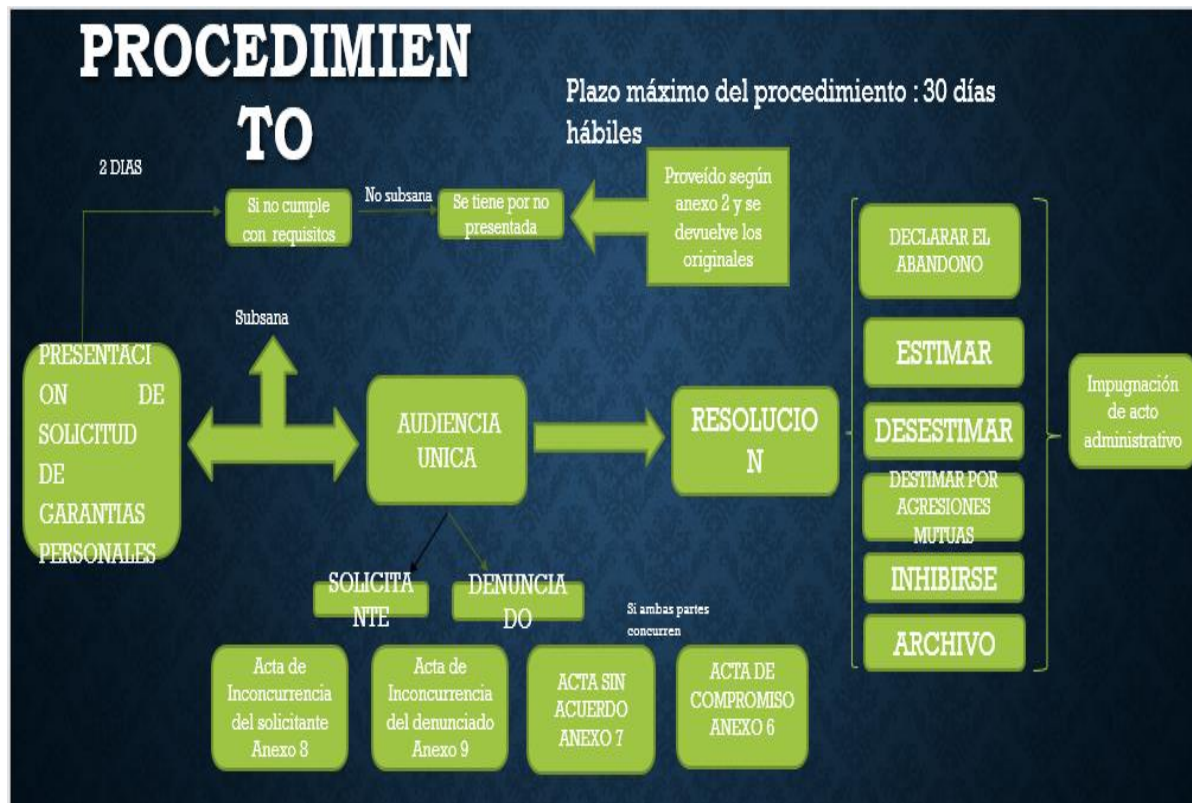 PROCEDIMIEN
TO
Plazo máximo del procedimiento : 30 días
hábiles
2 DIAS
Si no cumple
con requisitos
No subsana
Se tiene por no
presentada
Proveído según
anexo 2 y se
devuelve los
originales
Subsana
PRESENTACI
ON DE
SOLICITUD
DE
GARANTIAS
PERSONALES
AUDIENCIA
UNICA
RESOLUCIO
N
DECLARAR EL
ABANDONO
ESTIMAR
DESESTIMAR
DESTIMAR POR
AGRESIONES
MUTUAS
INHIBIRSE
ARCHIVO
Impugnación
de acto
administrativo
SOLICITA
NTE
DENUNCIA
DO
Si ambas partes
concurren
Acta de
Inconcurrencia
del solicitante
Anexo 8
Acta de
Inconcurrencia
del denunciado
Anexo 9
ACTA SIN
ACUERDO
ANEXO 7
ACTA DE
COMPROMISO
ANEXO 6